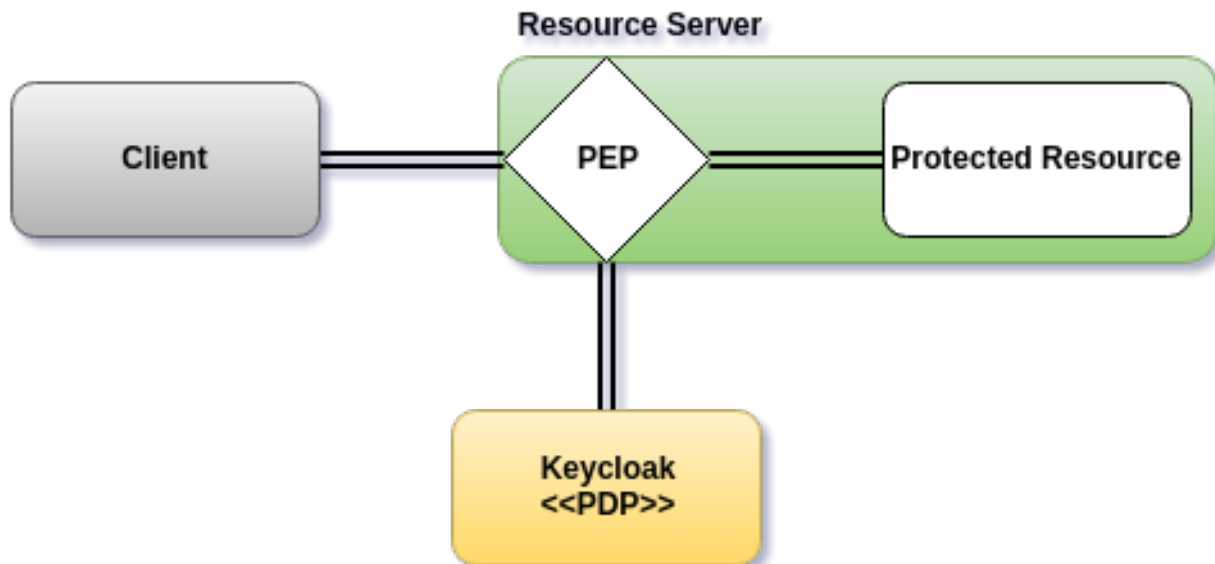 Resource Server
Client
PEP
Protected Resource
Keycloak
<<PDP>>